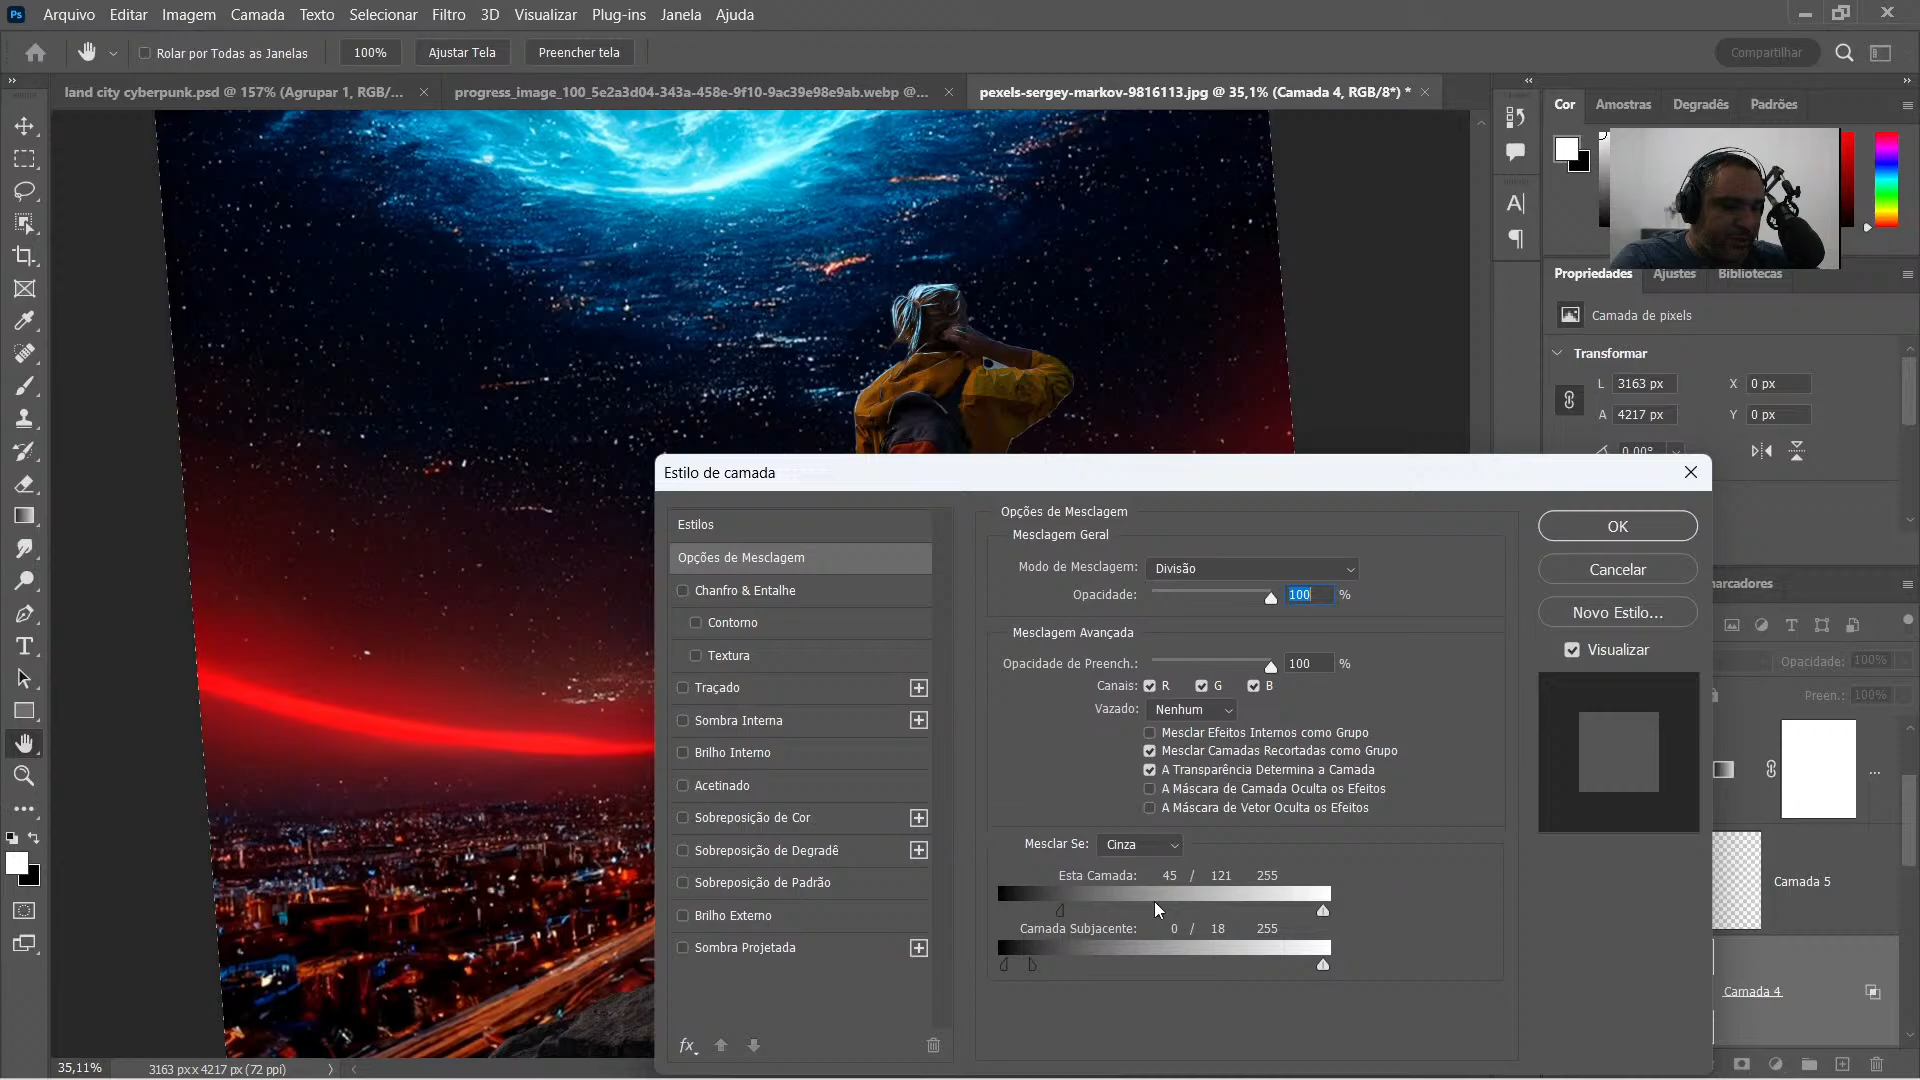 Ps Arquivo Editar Imagem Camada Texto Selecionar Filtro 3D Visualizar Plug-ins Janela Ajuda
Rolar por Todas as Janelas 100% Ajustar Tela Preencher tela Compartilhar
land city cyberpunk.psd @ 157% (Agrupar 1, RGB/... progress_image_100_5e2a3d04-343a-458e-9f10-9ac39e98e9ab.webp @... pexels-sergey-markov-9816113.jpg @ 35,1% (Camada 4, RGB/8*) *
Cor Amostras Degradês Padrões
Propriedades Ajustes Bibliotecas
Camada de pixels
Transformar
L 3163 px X 0 px
A 4217 px Y 0 px
0,00°
Estilo de camada
Estilos
Opções de Mesclagem
Chanfro & Entalhe
Contorno
Textura
Traçado
Sombra Interna
Brilho Interno
Acetinado
Sobreposição de Cor
Sobreposição de Degradê
Sobreposição de Padrão
Brilho Externo
Sombra Projetada
fx
Opções de Mesclagem
Mesclagem Geral
Modo de Mesclagem: Divisão
Opacidade: 100 %
Mesclagem Avançada
Opacidade de Preench.: 100 %
Canais: R G B
Vazado: Nenhum
Mesclar Efeitos Internos como Grupo
Mesclar Camadas Recortadas como Grupo
A Transparência Determina a Camada
A Máscara de Camada Oculta os Efeitos
A Máscara de Vetor Oculta os Efeitos
Mesclar Se: Cinza
Esta Camada: 45 / 121 255
Camada Subjacente: 0 / 18 255
OK
Cancelar
Novo Estilo...
Visualizar
marcadores
Opacidade: 100%
Preen.: 100%
...
Camada 5
Camada 4
35,11% 3163 px x 4217 px (72 ppi)